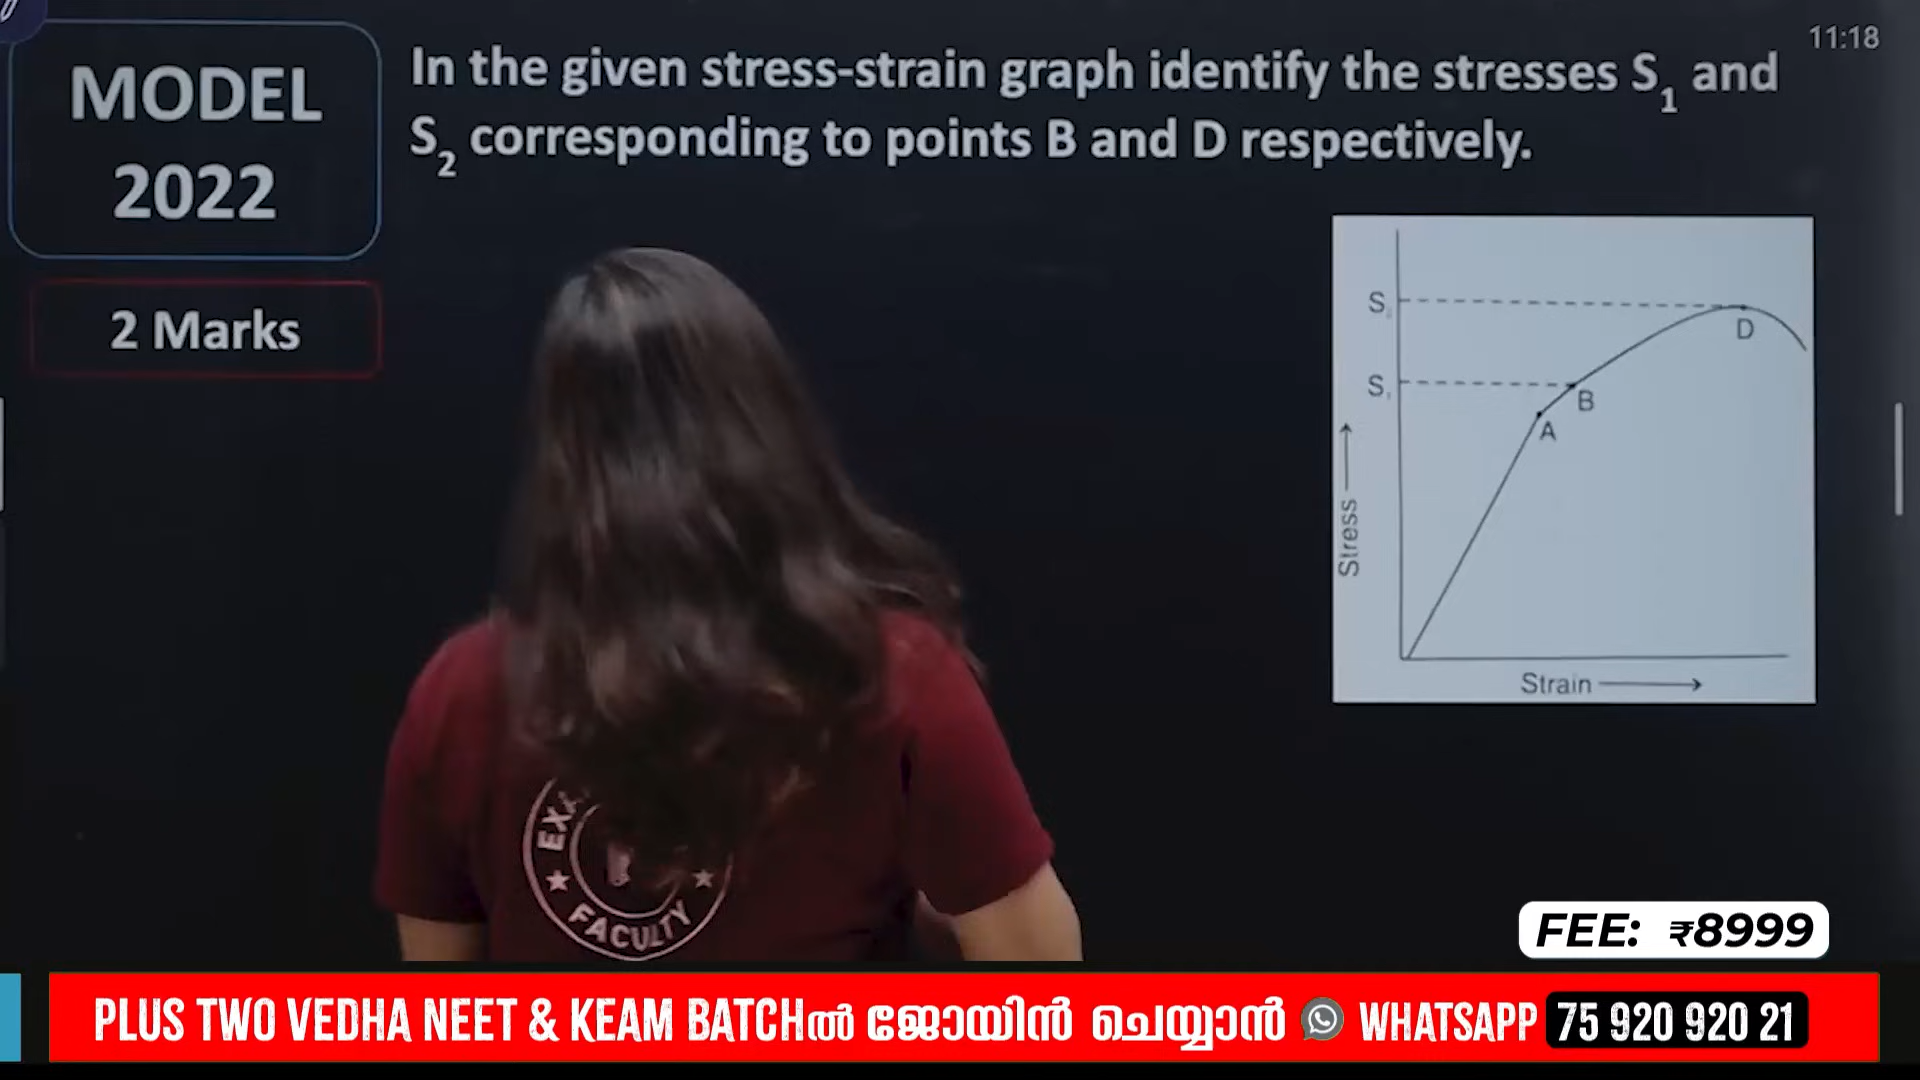 11:18
MODEL
2022
In the given stress-strain graph identify the stresses S₁ and
S₂ corresponding to points B and D respectively.
2 Marks
S₂
D
S₁
B
A
Stress
Strain
FACULTY
FEE: ₹8999
PLUS TWO VEDHA NEET & KEAM BATCHൽ ജോയിൻ ചെയ്യാൻ WHATSAPP 75 920 920 21